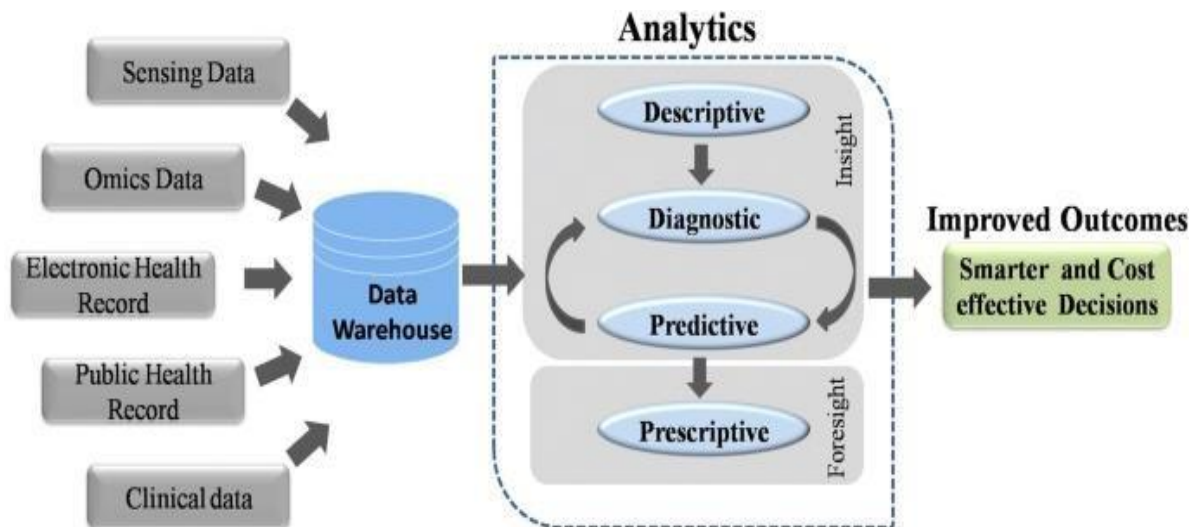 Analytics
Sensing Data
Omics Data
Electronic Health
Record
Public Health
Record
Clinical data
Data
Warehouse
Descriptive
Diagnostic
Predictive
Insight
Prescriptive
Foresight
Improved Outcomes
Smarter and Cost
effective Decisions